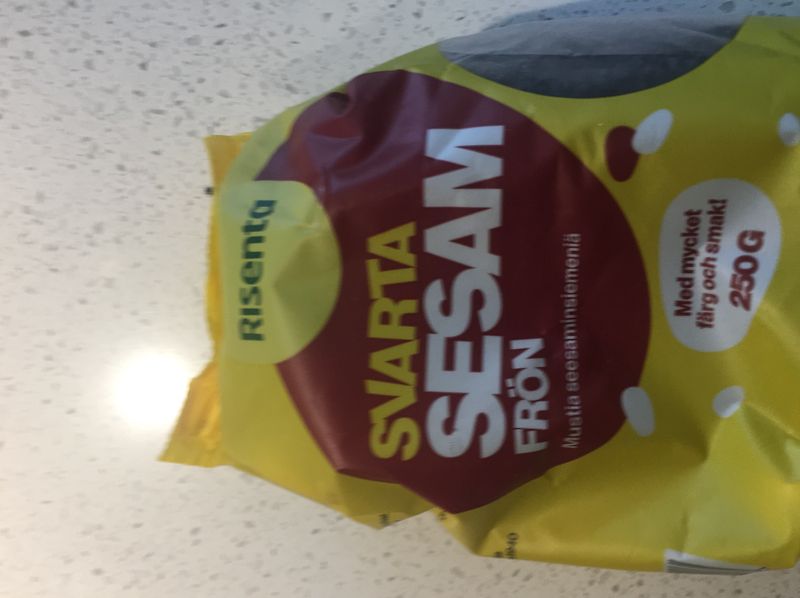 Risenta
SVARTA
SESAM
FRÖN
Mustia seesaminsiemeniä
Med mycket
färg och smak!
250G